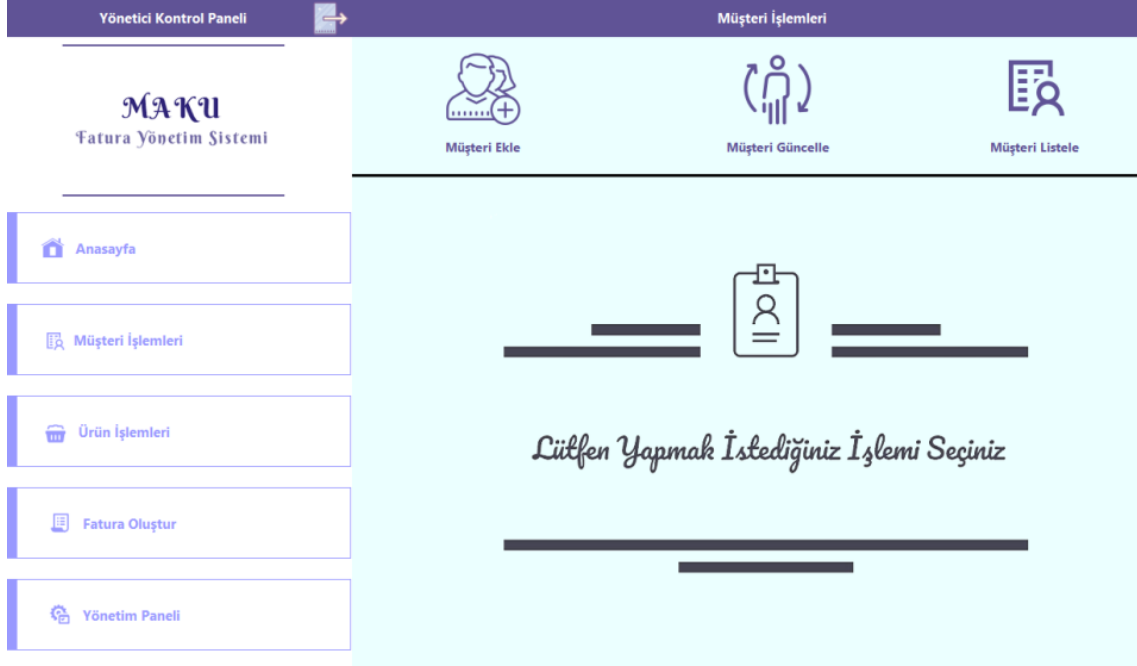 Yönetici Kontrol Paneli
Müşteri İşlemleri
MAKU
Fatura Yönetim Sistemi
Anasayfa
Müşteri İşlemleri
Ürün İşlemleri
Fatura Oluştur
Yönetim Paneli
Müşteri Ekle
Müşteri Güncelle
Müşteri Listele
Lütfen Yapmak İstediğiniz İşlemi Seçiniz